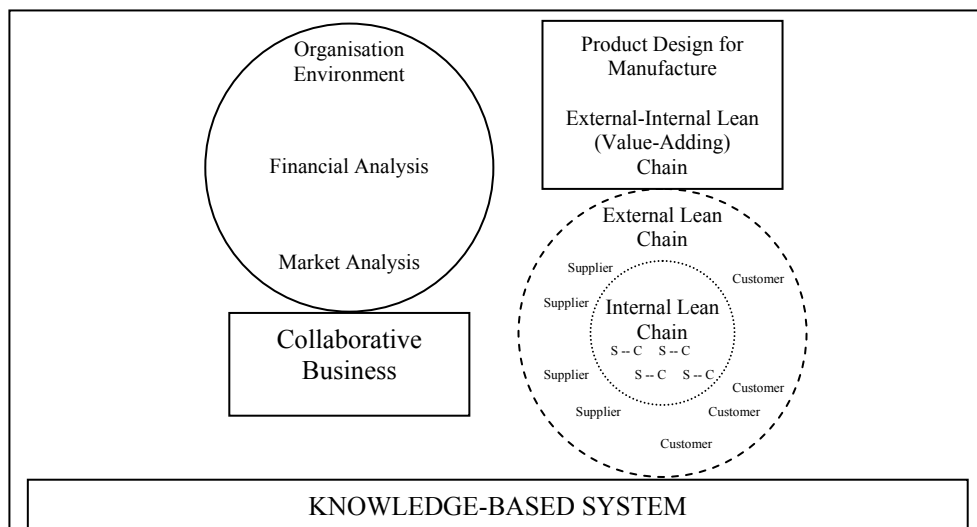 Organisation
Environment
Financial Analysis
Market Analysis
Collaborative
Business
Product Design for
Manufacture
External-Internal Lean
(Value-Adding)
Chain
External Lean
Chain
Supplier
Customer
Supplier
Internal Lean
Chain
S -- C S -- C
Supplier
S -- C S -- C
Customer
Supplier
Customer
Customer
KNOWLEDGE-BASED SYSTEM